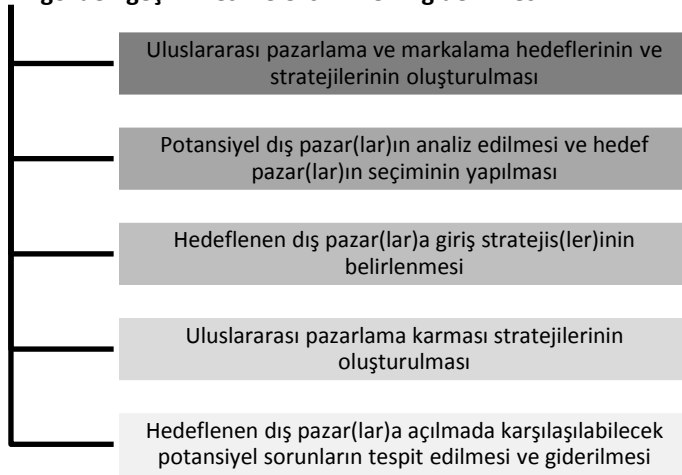 Uluslararası pazarlama ve markalama hedeflerinin ve
stratejilerinin oluşturulması
Potansiyel dış pazar(lar)ın analiz edilmesi ve hedef
pazar(lar)ın seçiminin yapılması
Hedeflenen dış pazar(lar)a giriş stratejis(ler)inin
belirlenmesi
Uluslararası pazarlama karması stratejilerinin
oluşturulması
Hedeflenen dış pazar(lar)a açılmada karşılaşılabilecek
potansiyel sorunların tespit edilmesi ve giderilmesi